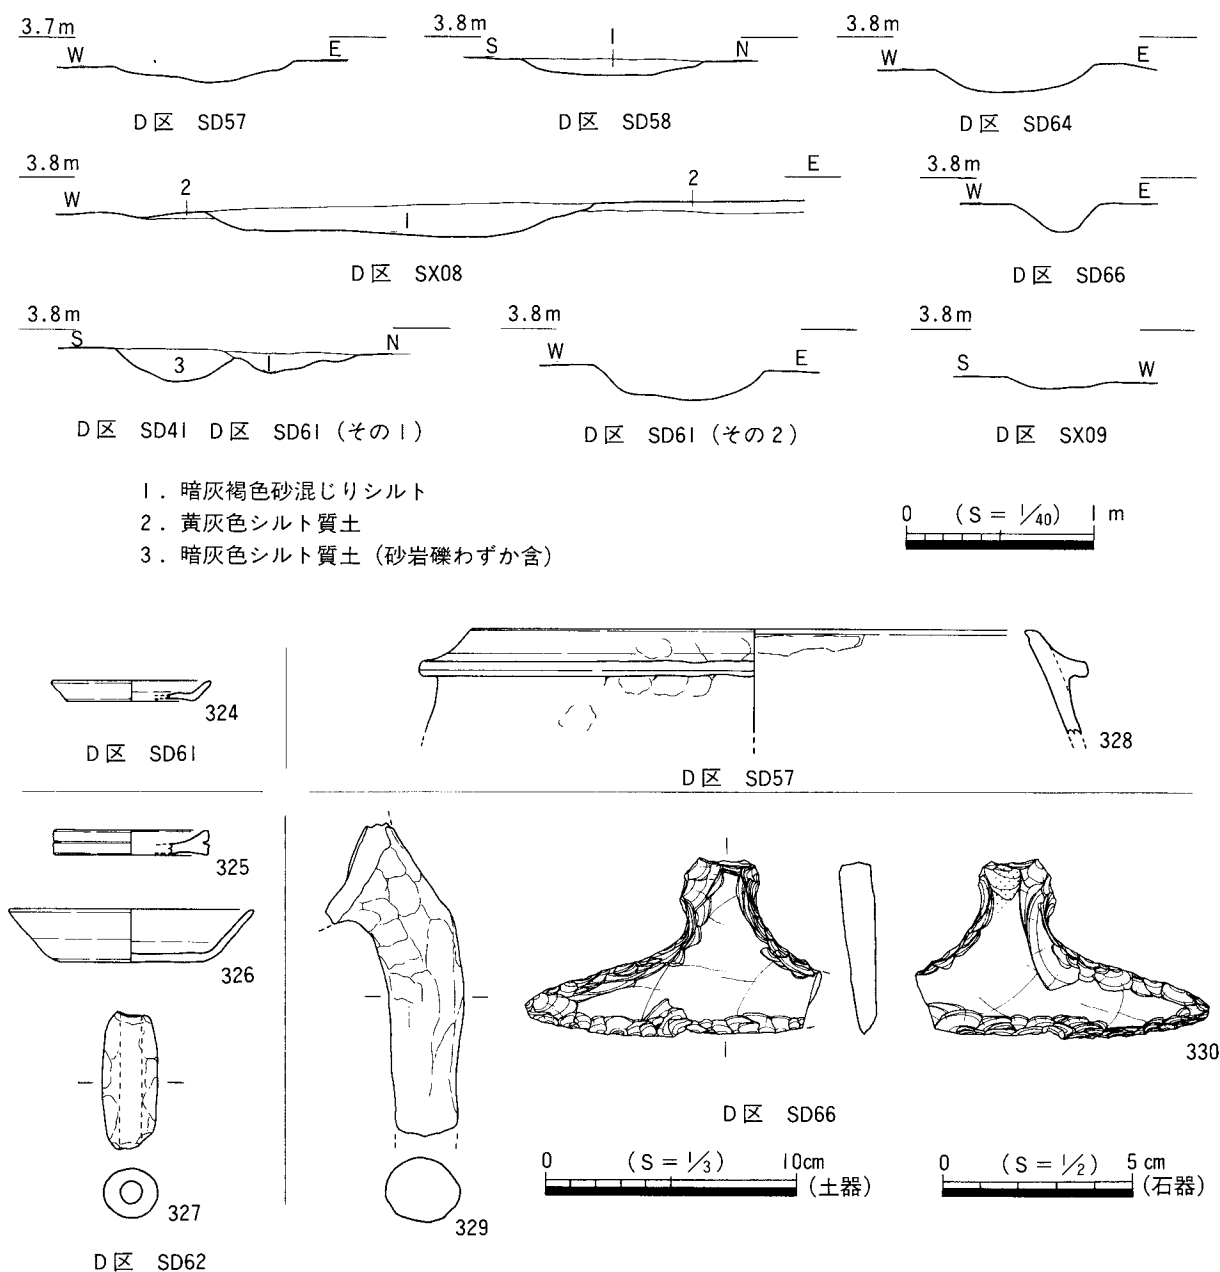 3.7m 3.8m 3.8m
W E S 1 N W E
D区 SD57 D区 SD58 D区 SD64
3.8m E 3.8m
W 2 1 2 W E
D区 SX08 D区 SD66
3.8m 3.8m 3.8m
S 3 1 N W E S W
D区 SD41 D区 SD61(その1) D区 SD61(その2) D区 SX09
1. 暗灰褐色砂混じりシルト
2. 黄灰色シルト質土
3. 暗灰色シルト質土(砂岩礫わずか含)
0 (S = 1/40) 1 m
324
D区 SD61
328
D区 SD57
325
326
327
D区 SD62
329
330
D区 SD66
0 (S = 1/3) 10cm
(土器)
0 (S = 1/2) 5 cm
(石器)